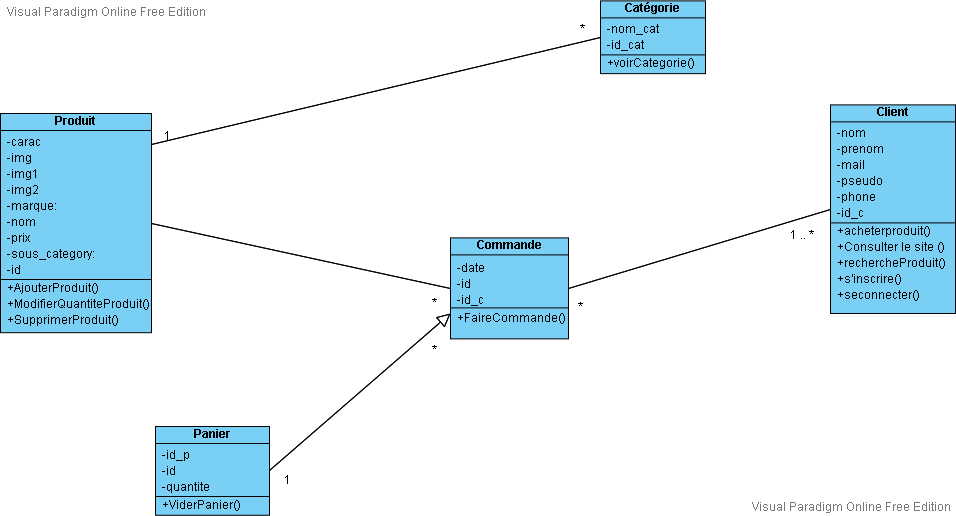 Visual Paradigm Online Free Edition
Catégorie
-nom_cat
-id_cat
+voirCategorie()
*
1
Produit
-carac
-img
-img1
-img2
-marque:
-nom
-prix
-sous_category:
-id
+AjouterProduit()
+ModifierQuantiteProduit()
+SupprimerProduit()
Client
-nom
-prenom
-mail
-pseudo
-phone
-id_c
+acheterproduit()
+Consulter le site ()
+rechercheProduit()
+s'inscrire()
+seconnecter()
1 .. *
Commande
-date
-id
-id_c
+FaireCommande()
*
*
*
Panier
-id_p
-id
-quantite
+ViderPanier()
1
Visual Paradigm Online Free Edition